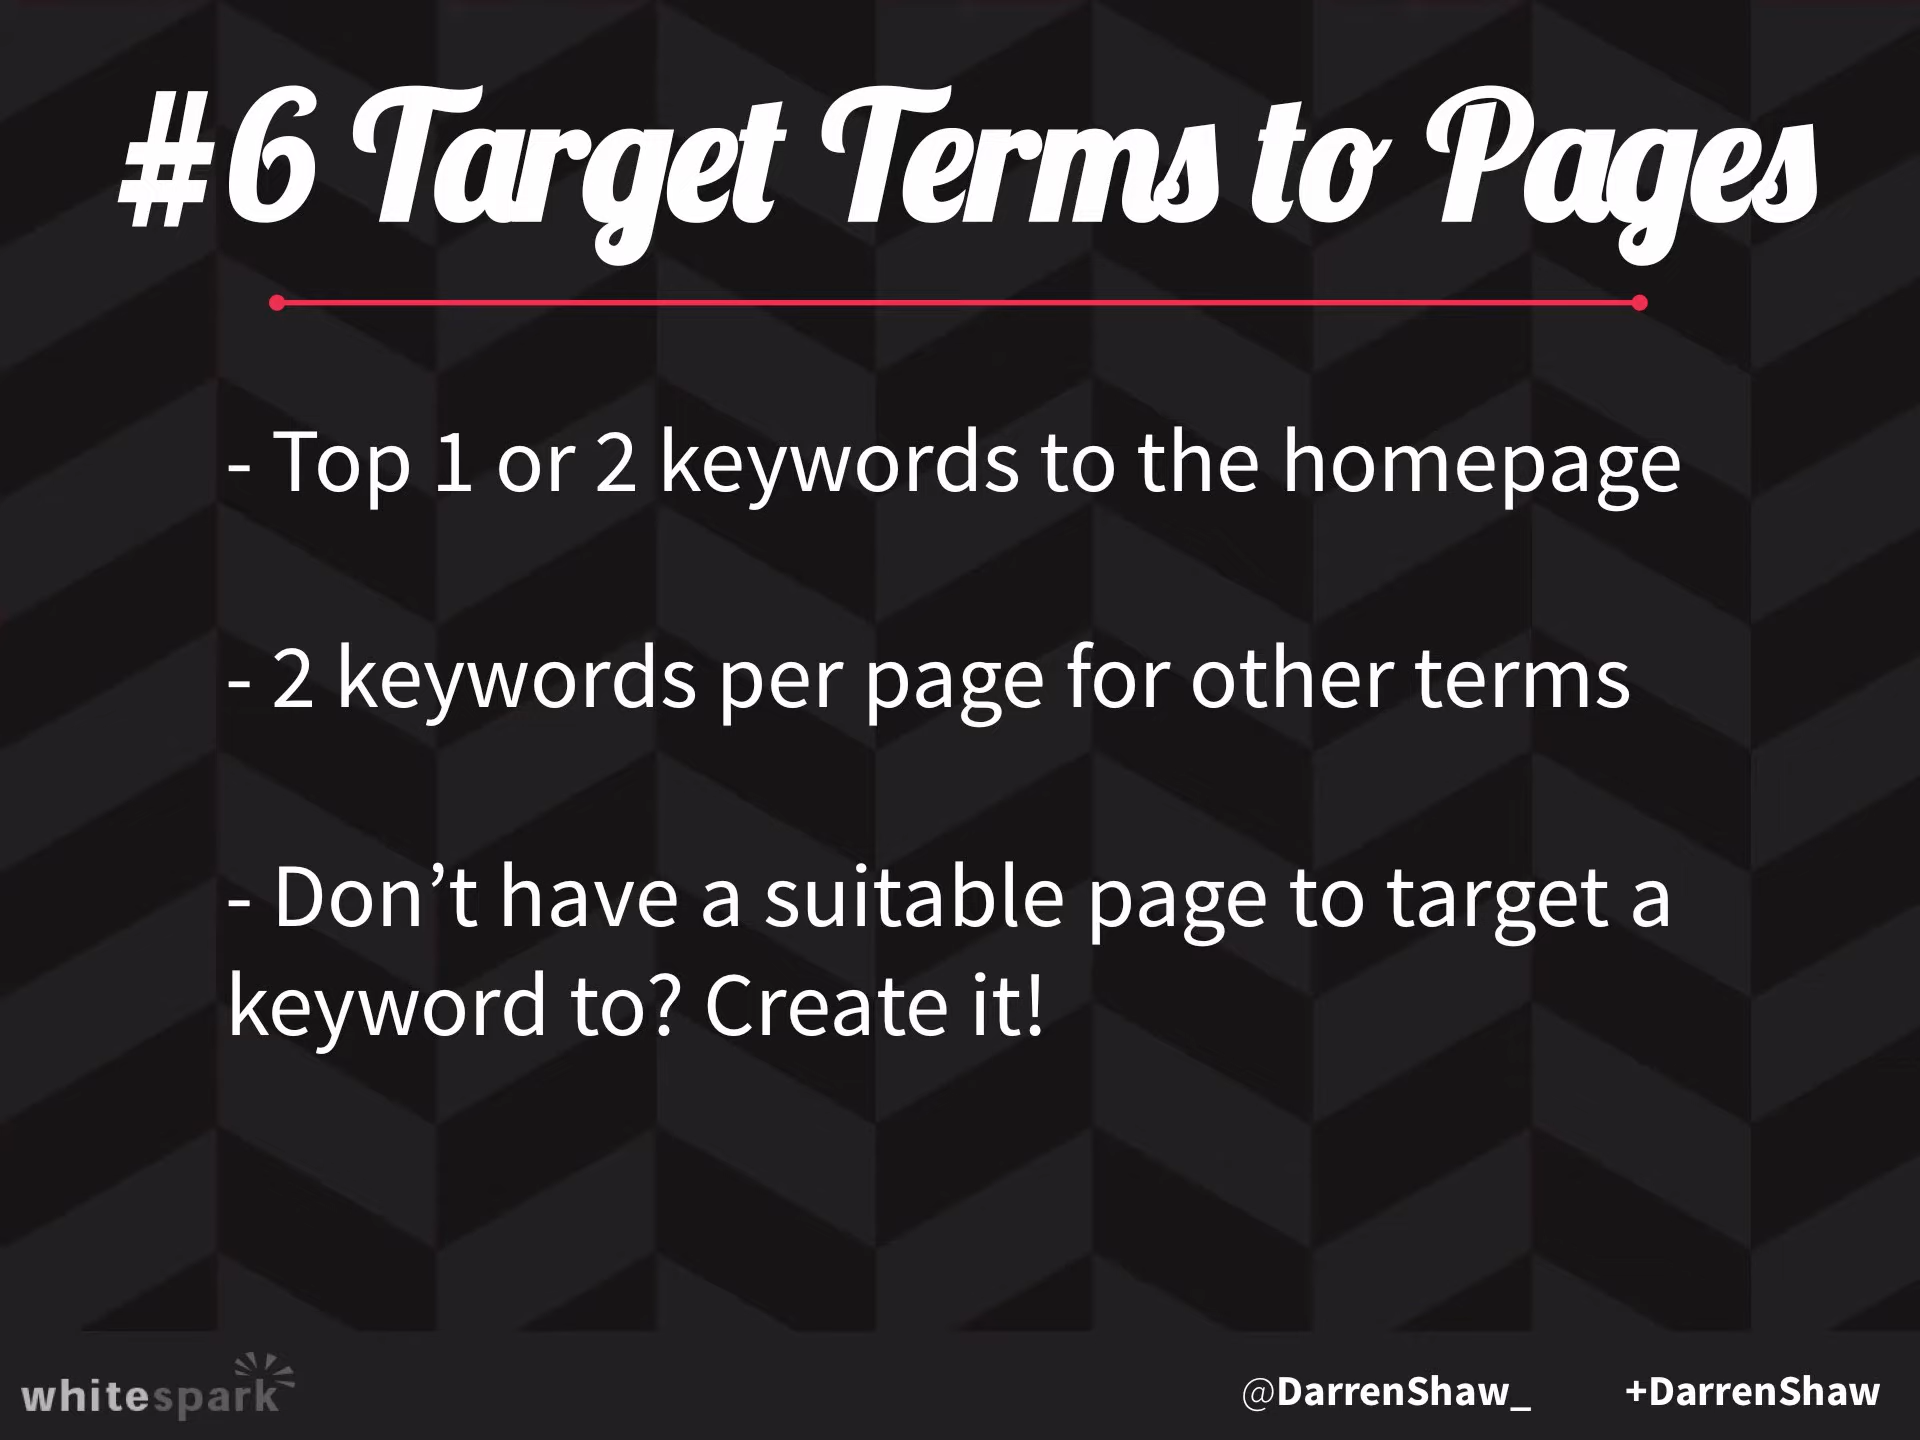 #6 Target Terms to Pages
- Top 1 or 2 keywords to the homepage
- 2 keywords per page for other terms
- Don’t have a suitable page to target a
keyword to? Create it!
whitespark
@DarrenShaw_ +DarrenShaw